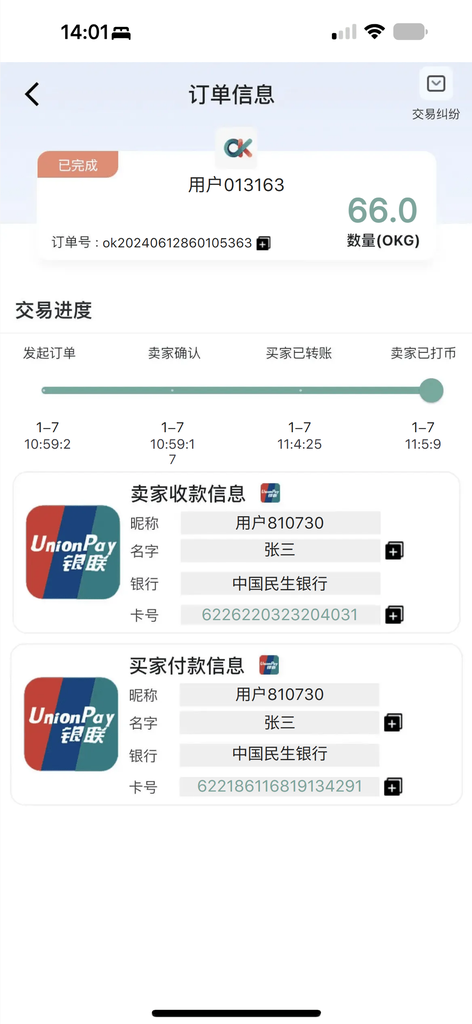 14:01
订单信息
交易纠纷
OK
已完成
用户013163
66.0
订单号 : ok20240612860105363
数量(OKG)
交易进度
发起订单 卖家确认 买家已转账 卖家已打币
1-7 1-7 1-7 1-7
10:59:2 10:59:1 11:4:25 11:5:9
7
卖家收款信息
UnionPay
银联
昵称 用户810730
名字 张三
银行 中国民生银行
卡号 6226220323204031
买家付款信息
UnionPay
银联
昵称 用户810730
名字 张三
银行 中国民生银行
卡号 622186116819134291